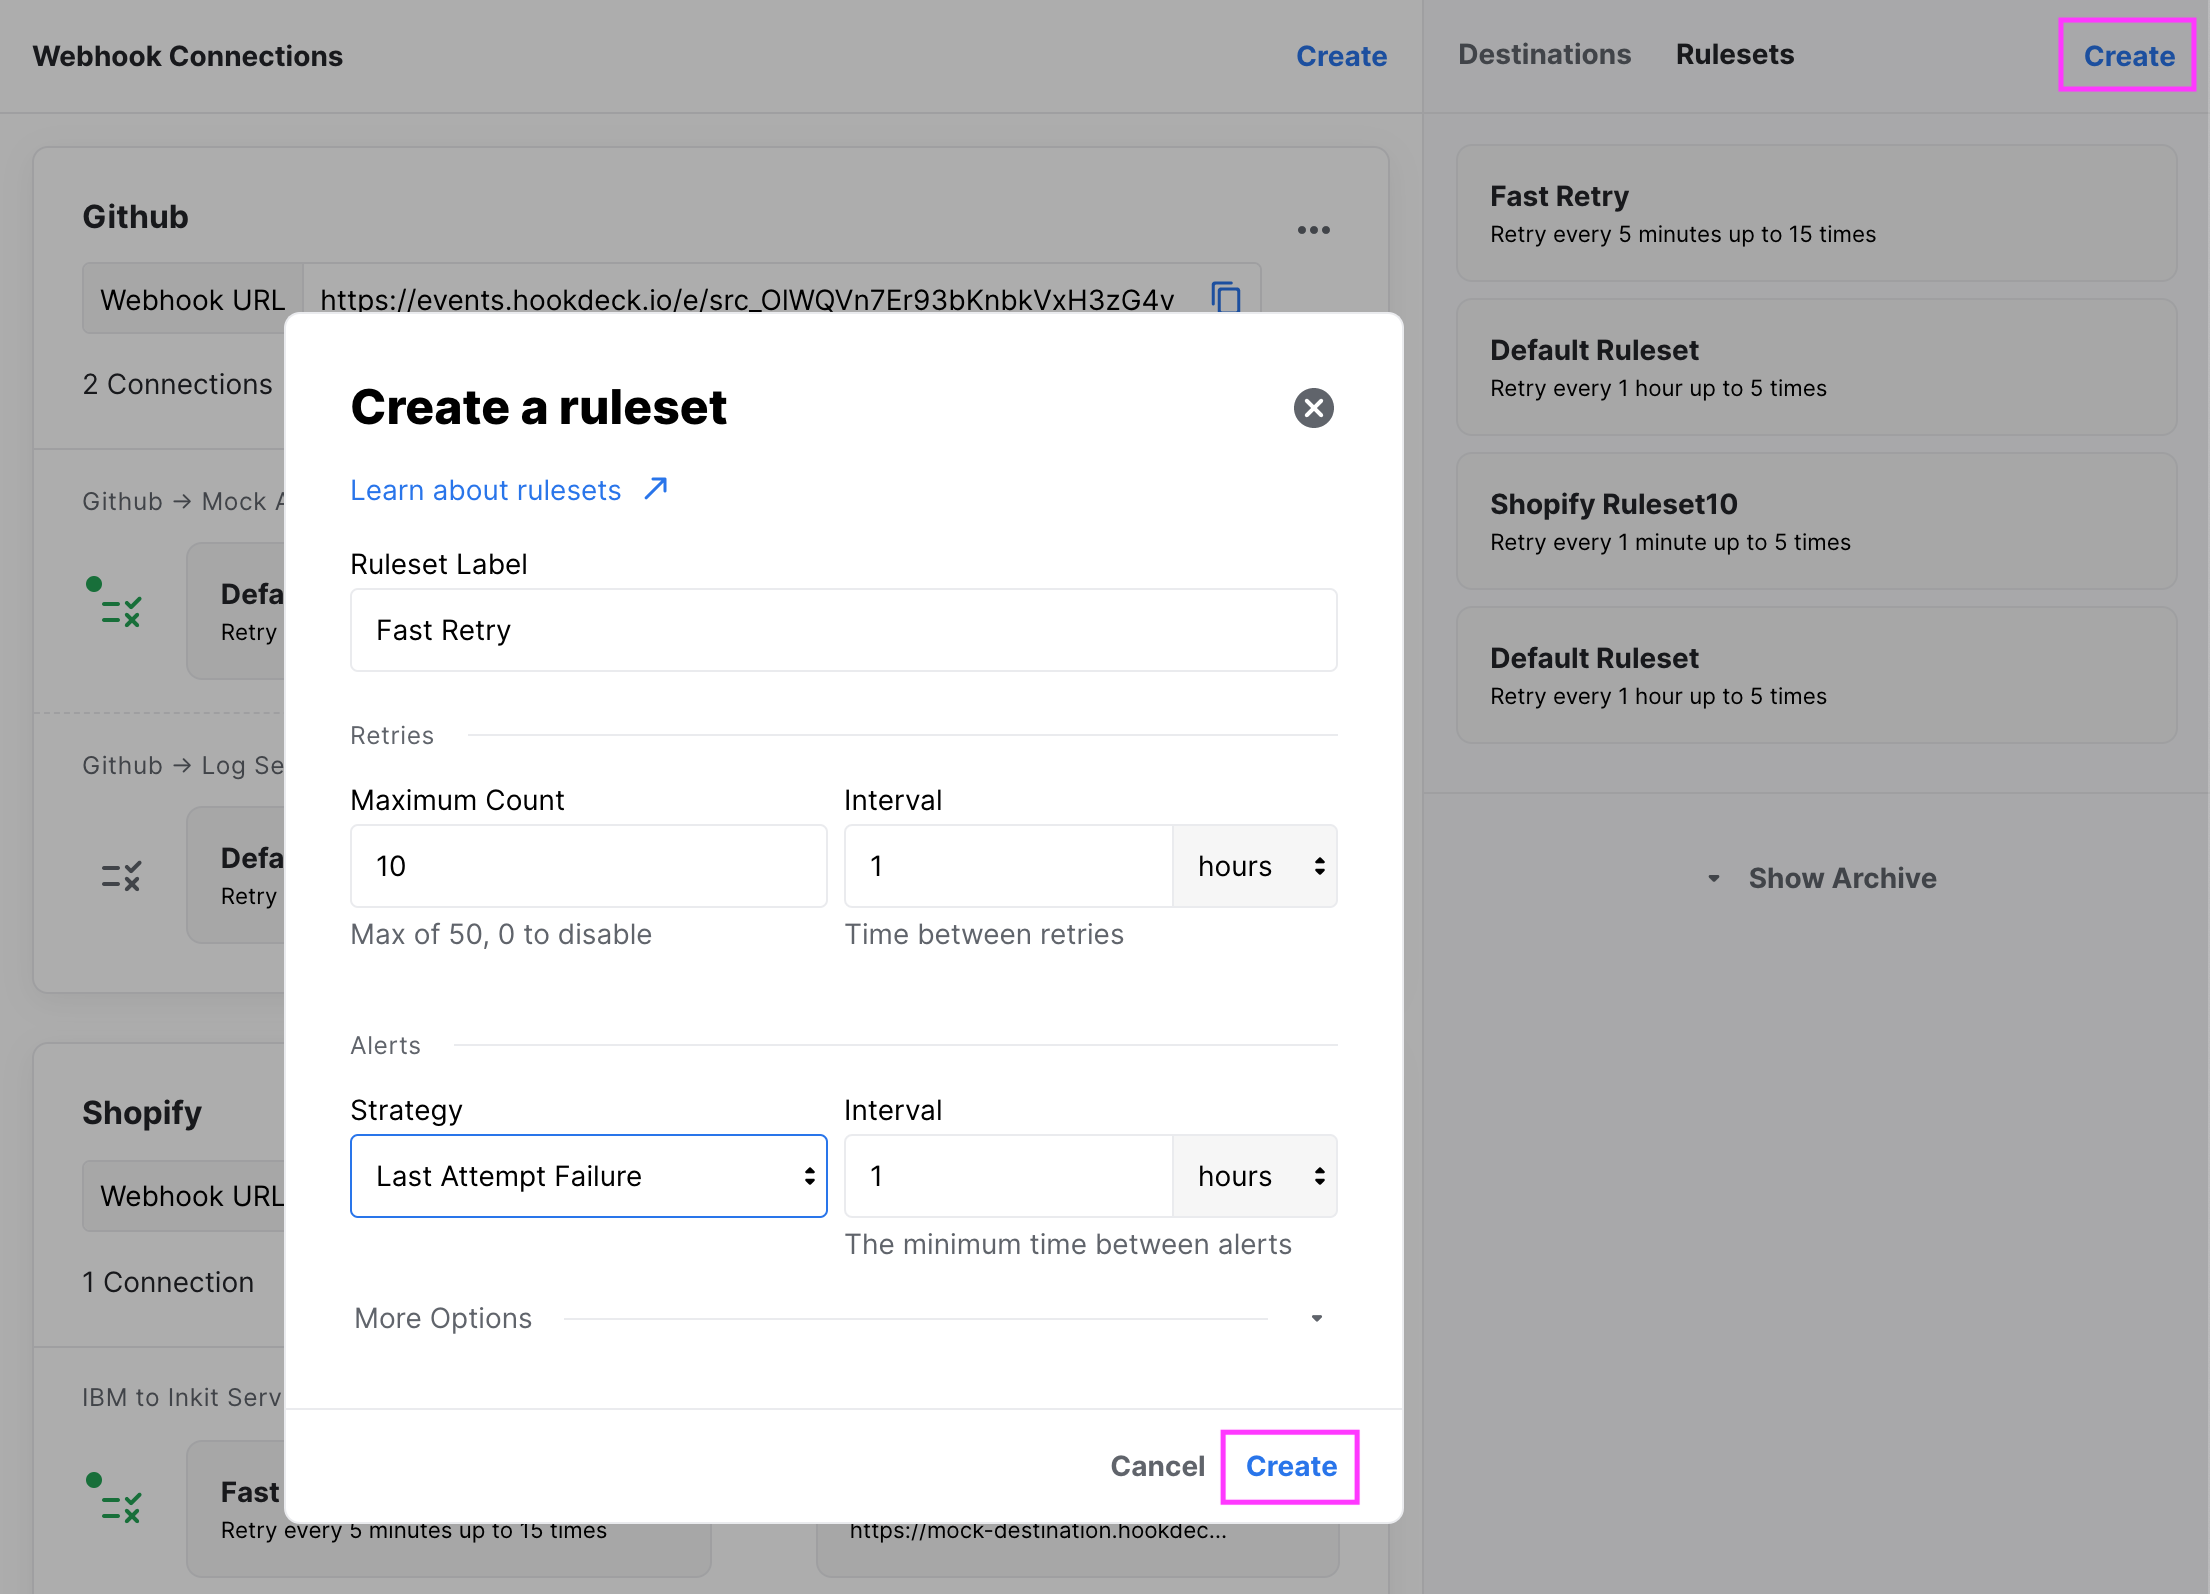 Webhook Connections
Create
Destinations
Rulesets
Create
Github
Webhook URL
https://events.hookdeck.io/e/src_OlWQVn7Er93bKnbkVxH3zG4v
2 Connections
Github → Mock A
Defa
Retry
Github → Log Se
Defa
Retry
Shopify
Webhook URL
1 Connection
IBM to Inkit Serv
Fast
Retry every 5 minutes up to 15 times
https://mock-destination.hookdec...
Create a ruleset
Learn about rulesets
Ruleset Label
Fast Retry
Retries
Maximum Count
Interval
10
1
hours
Max of 50, 0 to disable
Time between retries
Alerts
Strategy
Interval
Last Attempt Failure
1
hours
The minimum time between alerts
More Options
Cancel
Create
Fast Retry
Retry every 5 minutes up to 15 times
Default Ruleset
Retry every 1 hour up to 5 times
Shopify Ruleset10
Retry every 1 minute up to 5 times
Default Ruleset
Retry every 1 hour up to 5 times
Show Archive